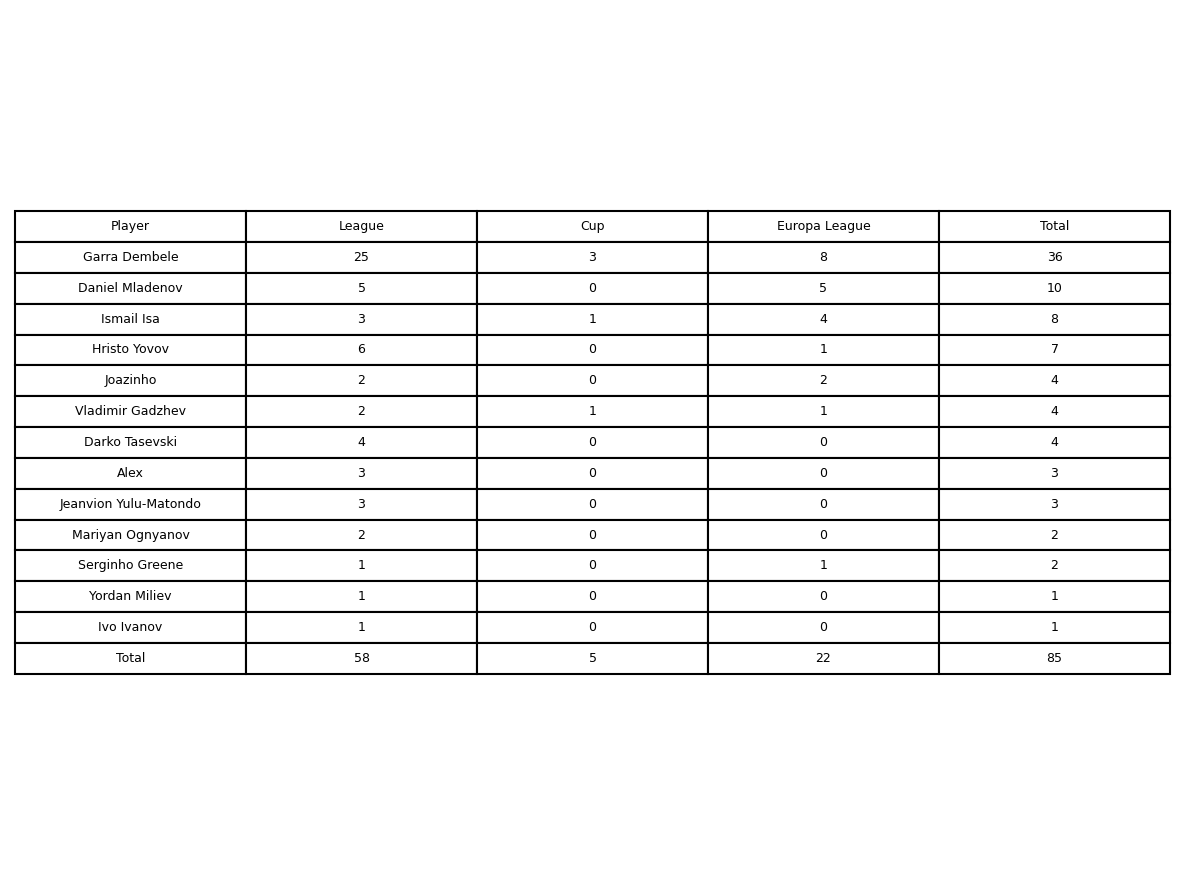 Player League Cup Europa League Total
Garra Dembele 25 3 8 36
Daniel Mladenov 5 0 5 10
Ismail Isa 3 1 4 8
Hristo Yovov 6 0 1 7
Joazinho 2 0 2 4
Vladimir Gadzhev 2 1 1 4
Darko Tasevski 4 0 0 4
Alex 3 0 0 3
Jeanvion Yulu-Matondo 3 0 0 3
Mariyan Ognyanov 2 0 0 2
Serginho Greene 1 0 1 2
Yordan Miliev 1 0 0 1
Ivo Ivanov 1 0 0 1
Total 58 5 22 85